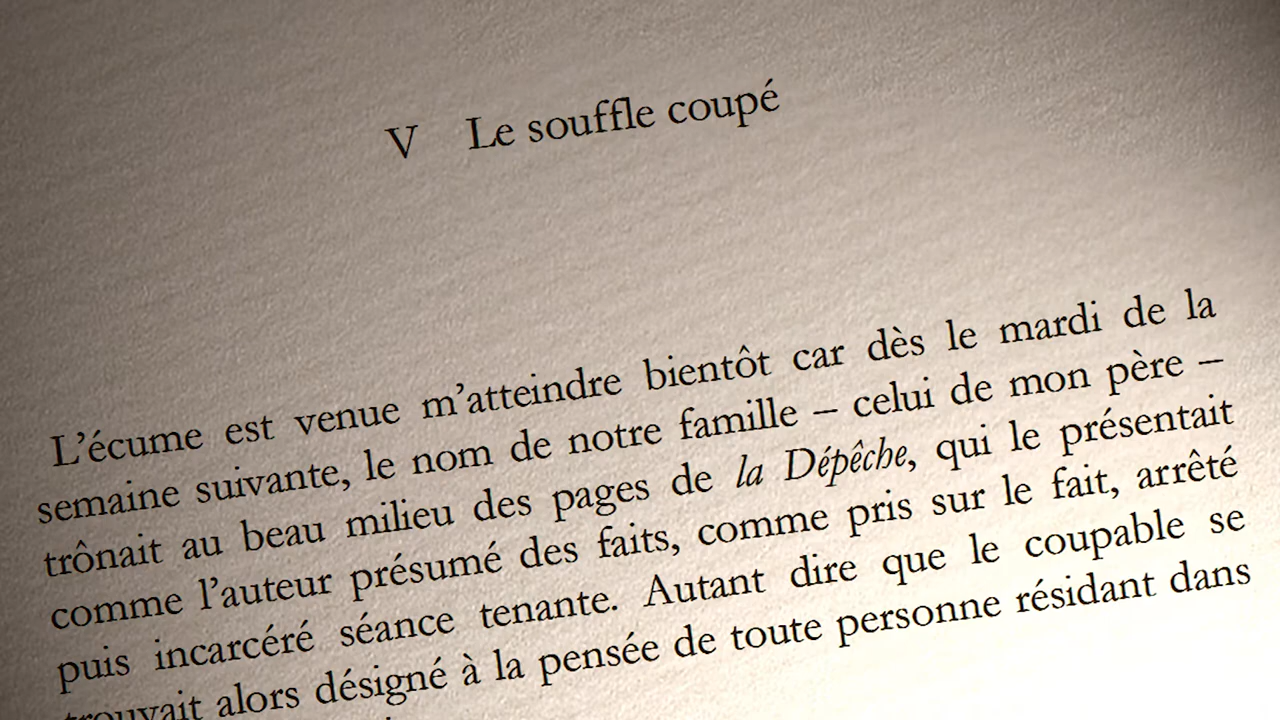 V Le souffle coupé
L’écume est venue m’atteindre bientôt car dès le mardi de la
semaine suivante, le nom de notre famille – celui de mon père –
trônait au beau milieu des pages de la Dépêche, qui le présentait
comme l’auteur présumé des faits, comme pris sur le fait, arrêté
puis incarcéré séance tenante. Autant dire que le coupable se
trouvait alors désigné à la pensée de toute personne résidant dans